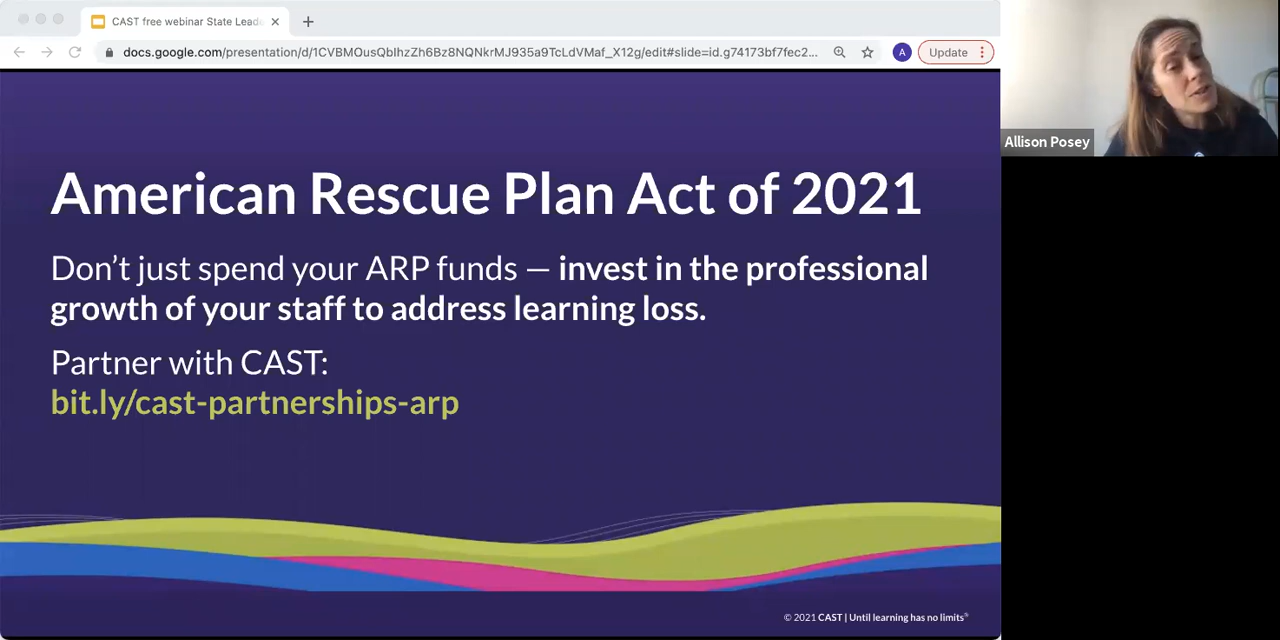 CAST free webinar State Lead
docs.google.com/presentation/d/1CVBMOusQbIhzZh6Bz8NQNkrMJ935a9TcLdVMaf_X12g/edit#slide=id.g74173bf7fec2...
A
Update
Allison Posey
American Rescue Plan Act of 2021
Don't just spend your ARP funds — invest in the professional
growth of your staff to address learning loss.
Partner with CAST:
bit.ly/cast-partnerships-arp
© 2021 CAST | Until learning has no limits®